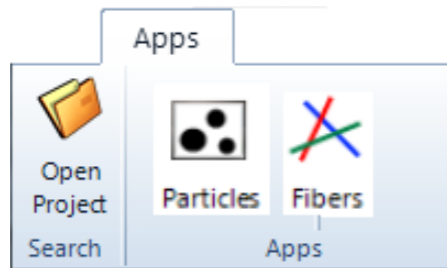 Apps
Open
Project
Particles Fibers
Search Apps